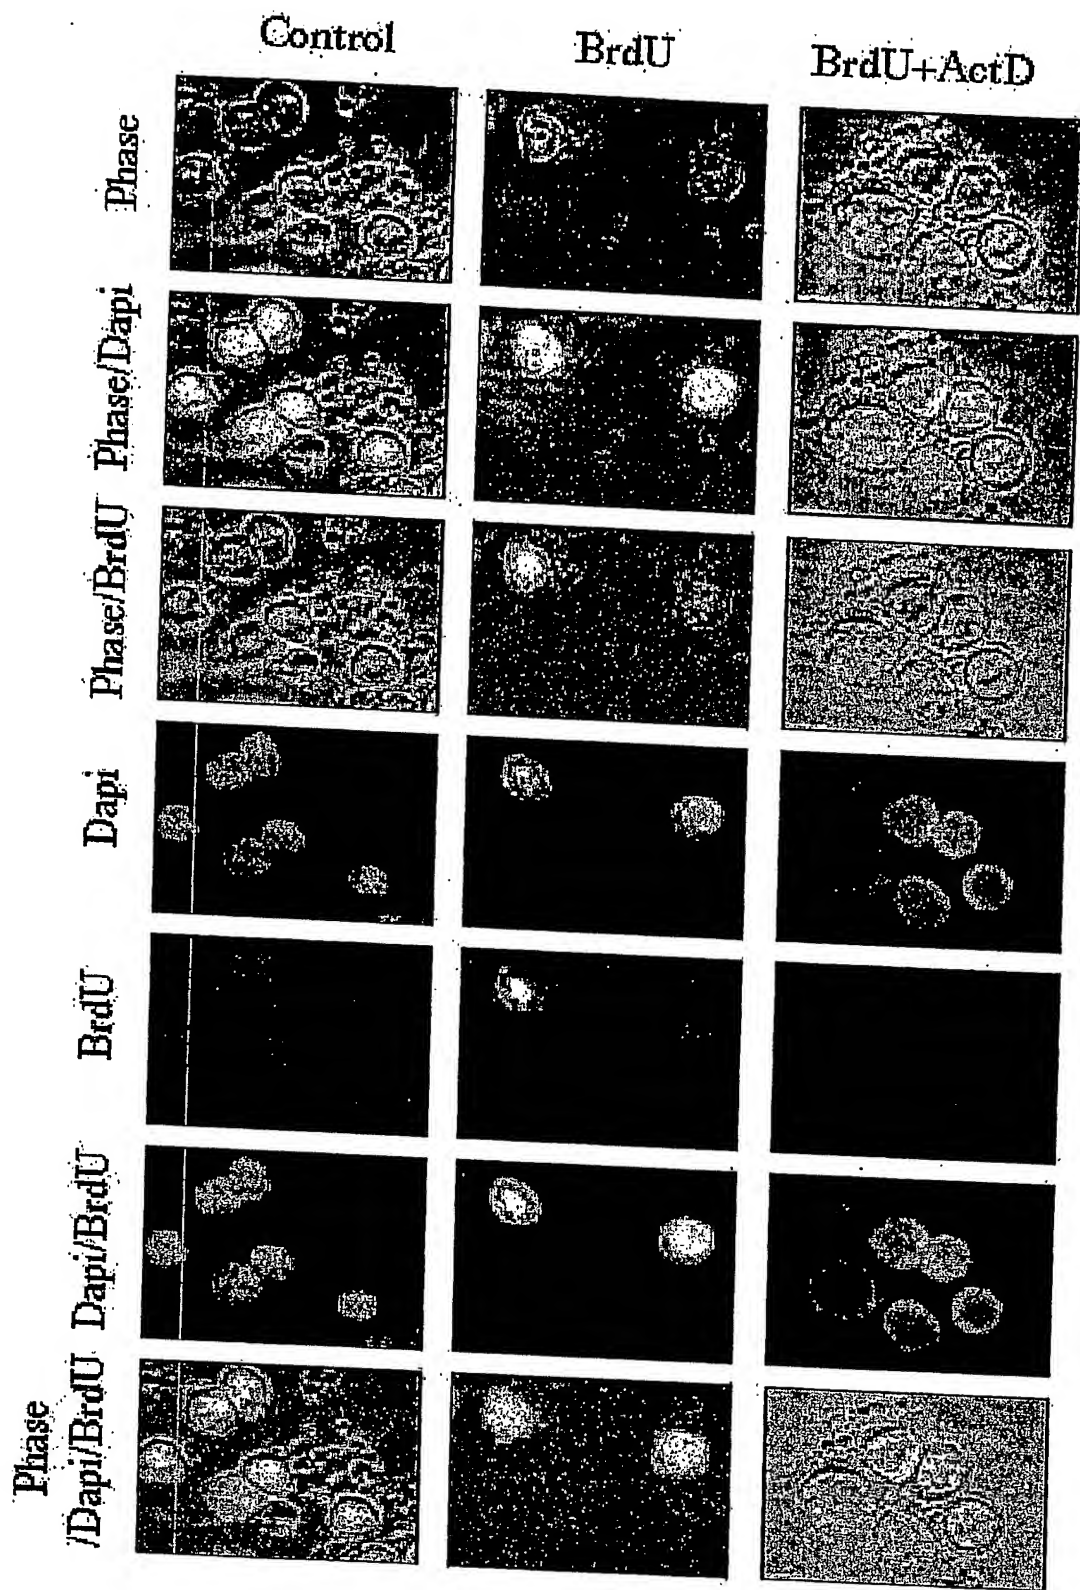 Control BrdU BrdU+ActD
Phase
Phase/Dapi
Phase/BrdU
Dapi
BrdU
Dapi/BrdU
Phase
/Dapi/BrdU